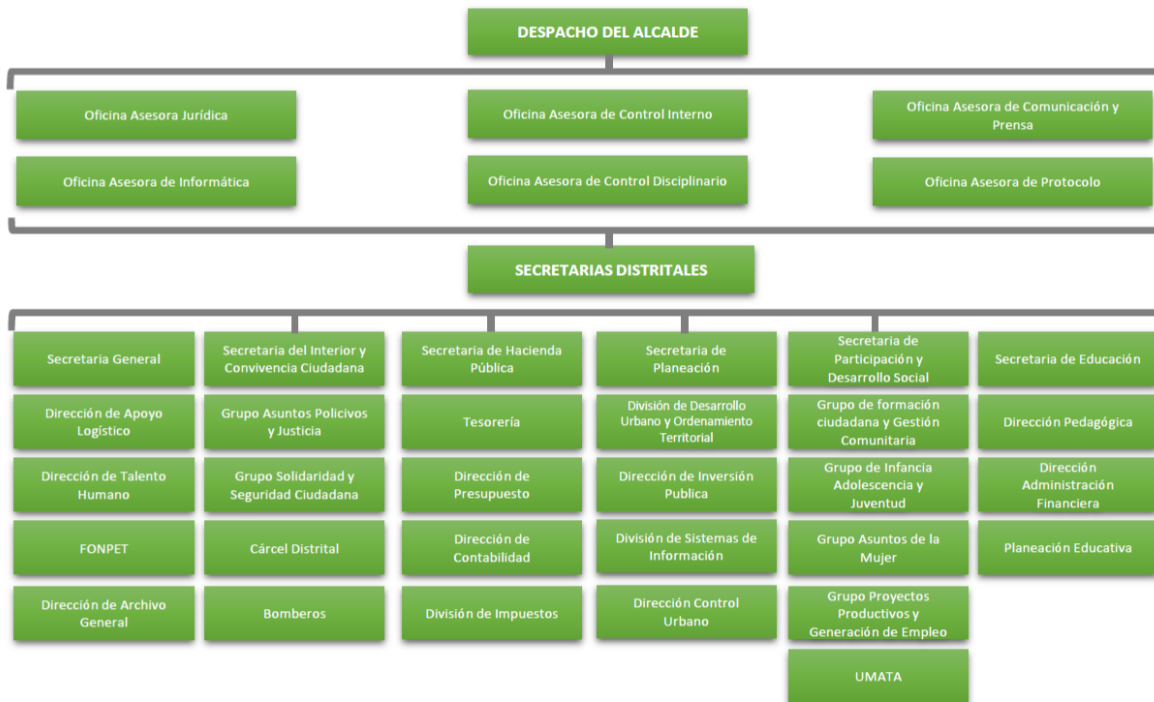 DESPACHO DEL ALCALDE
Oficina Asesora Jurídica
Oficina Asesora de Control Interno
Oficina Asesora de Comunicación y
Prensa
Oficina Asesora de Informática
Oficina Asesora de Control Disciplinario
Oficina Asesora de Protocolo
SECRETARIAS DISTRITALES
Secretaria General
Dirección de Apoyo
Logístico
Dirección de Talento
Humano
FONPET
Dirección de Archivo
General
Secretaria del Interior y
Convivencia Ciudadana
Grupo Asuntos Policivos
y Justicia
Grupo Solidaridad y
Seguridad Ciudadana
Cárcel Distrital
Bomberos
Secretaria de Hacienda
Pública
Tesorería
Dirección de
Presupuesto
Dirección de
Contabilidad
División de Impuestos
Secretaria de
Planeación
División de Desarrollo
Urbano y Ordenamiento
Territorial
Dirección de Inversión
Publica
División de Sistemas de
Información
Dirección Control
Urbano
Secretaria de
Participación y
Desarrollo Social
Grupo de formación
ciudadana y Gestión
Comunitaria
Grupo de Infancia
Adolescencia y
Juventud
Grupo Asuntos de la
Mujer
Grupo Proyectos
Productivos y
Generación de Empleo
UMATA
Secretaria de Educación
Dirección Pedagógica
Dirección
Administración
Financiera
Planeación Educativa